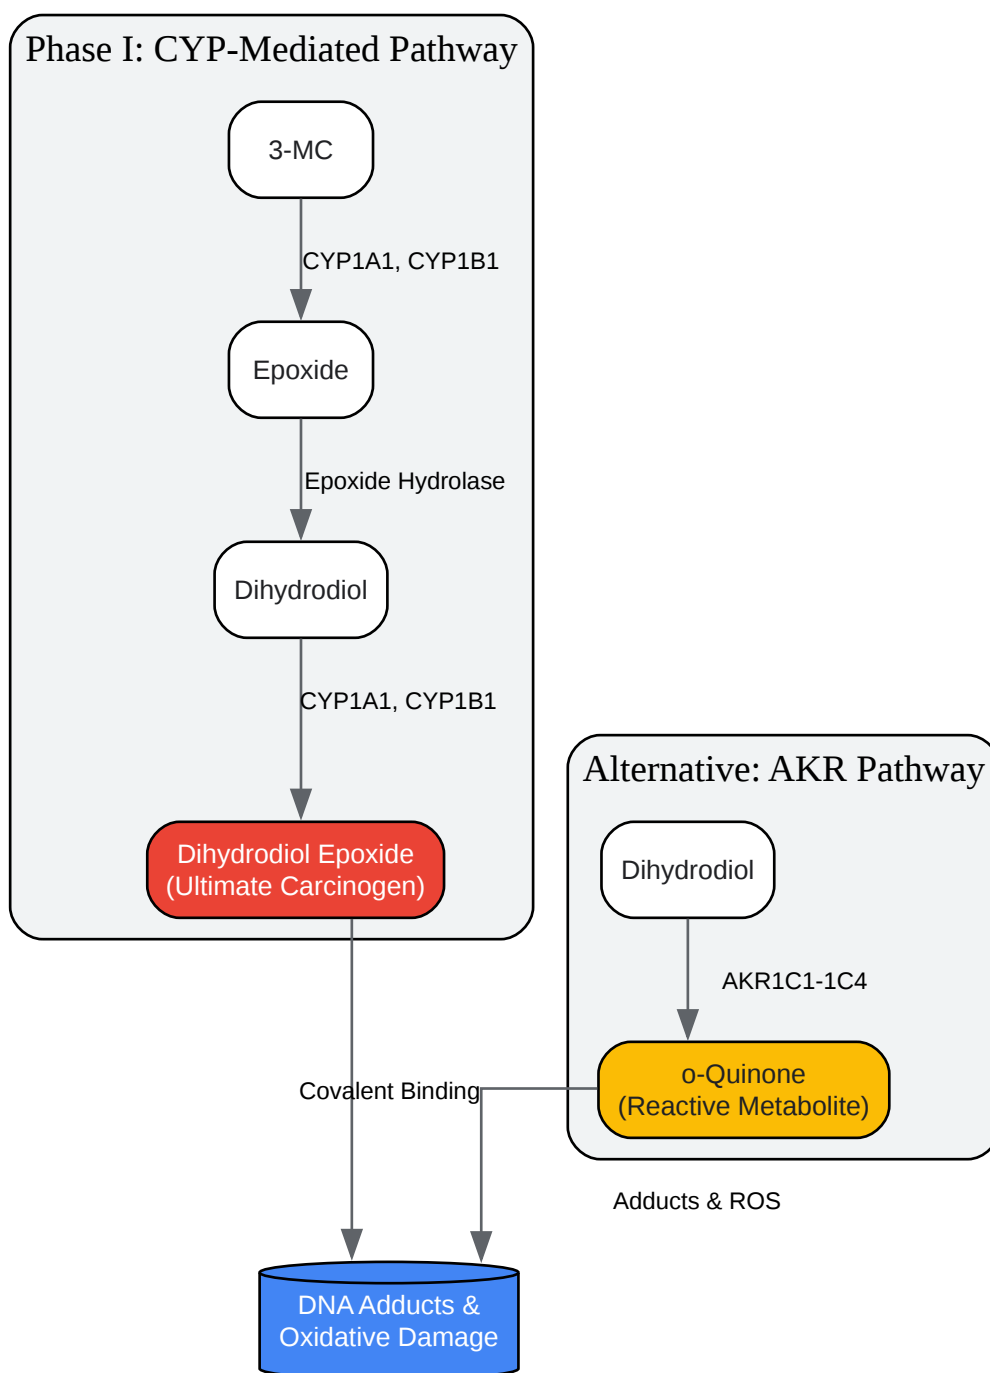 Phase I: CYP-Mediated Pathway
3-MC
CYP1A1, CYP1B1
Epoxide
Epoxide Hydrolase
Dihydrodiol
CYP1A1, CYP1B1
Dihydrodiol Epoxide
(Ultimate Carcinogen)
Alternative: AKR Pathway
Dihydrodiol
AKR1C1-1C4
o-Quinone
(Reactive Metabolite)
Covalent Binding
Adducts & ROS
DNA Adducts &
Oxidative Damage